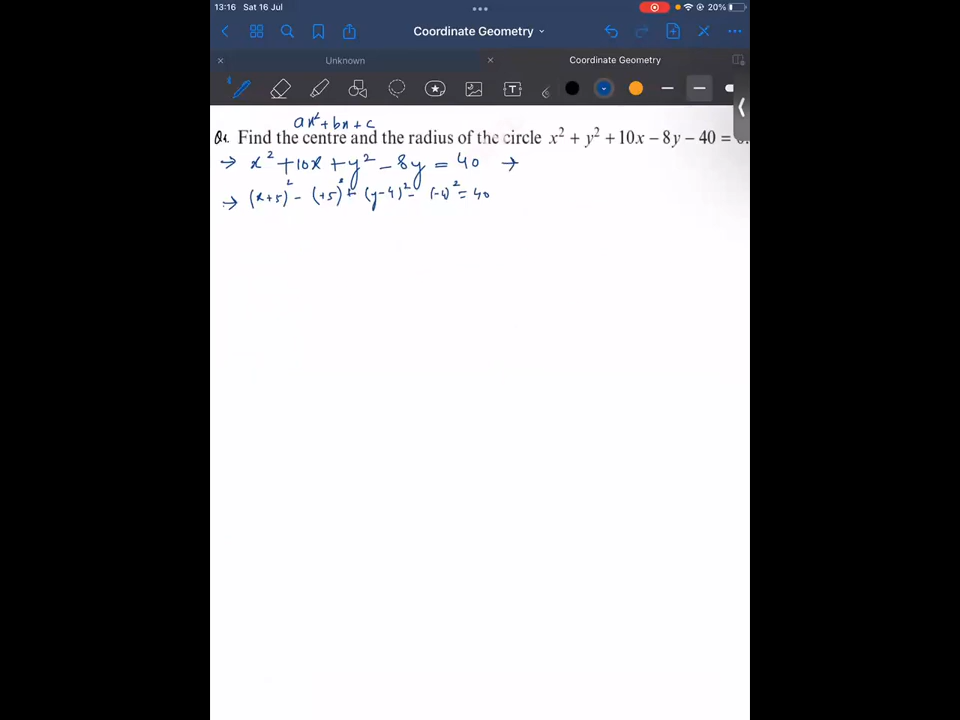 13:16 Sat 16 Jul 20%
Coordinate Geometry
Unknown Coordinate Geometry
ax² + bx + c
Q1. Find the centre and the radius of the circle x² + y² + 10x − 8y − 40 =
→ x² + 10x + y² − 8y = 40 →
→ (x+5)² − (+5)² + (y−4)² − (−4)² = 40